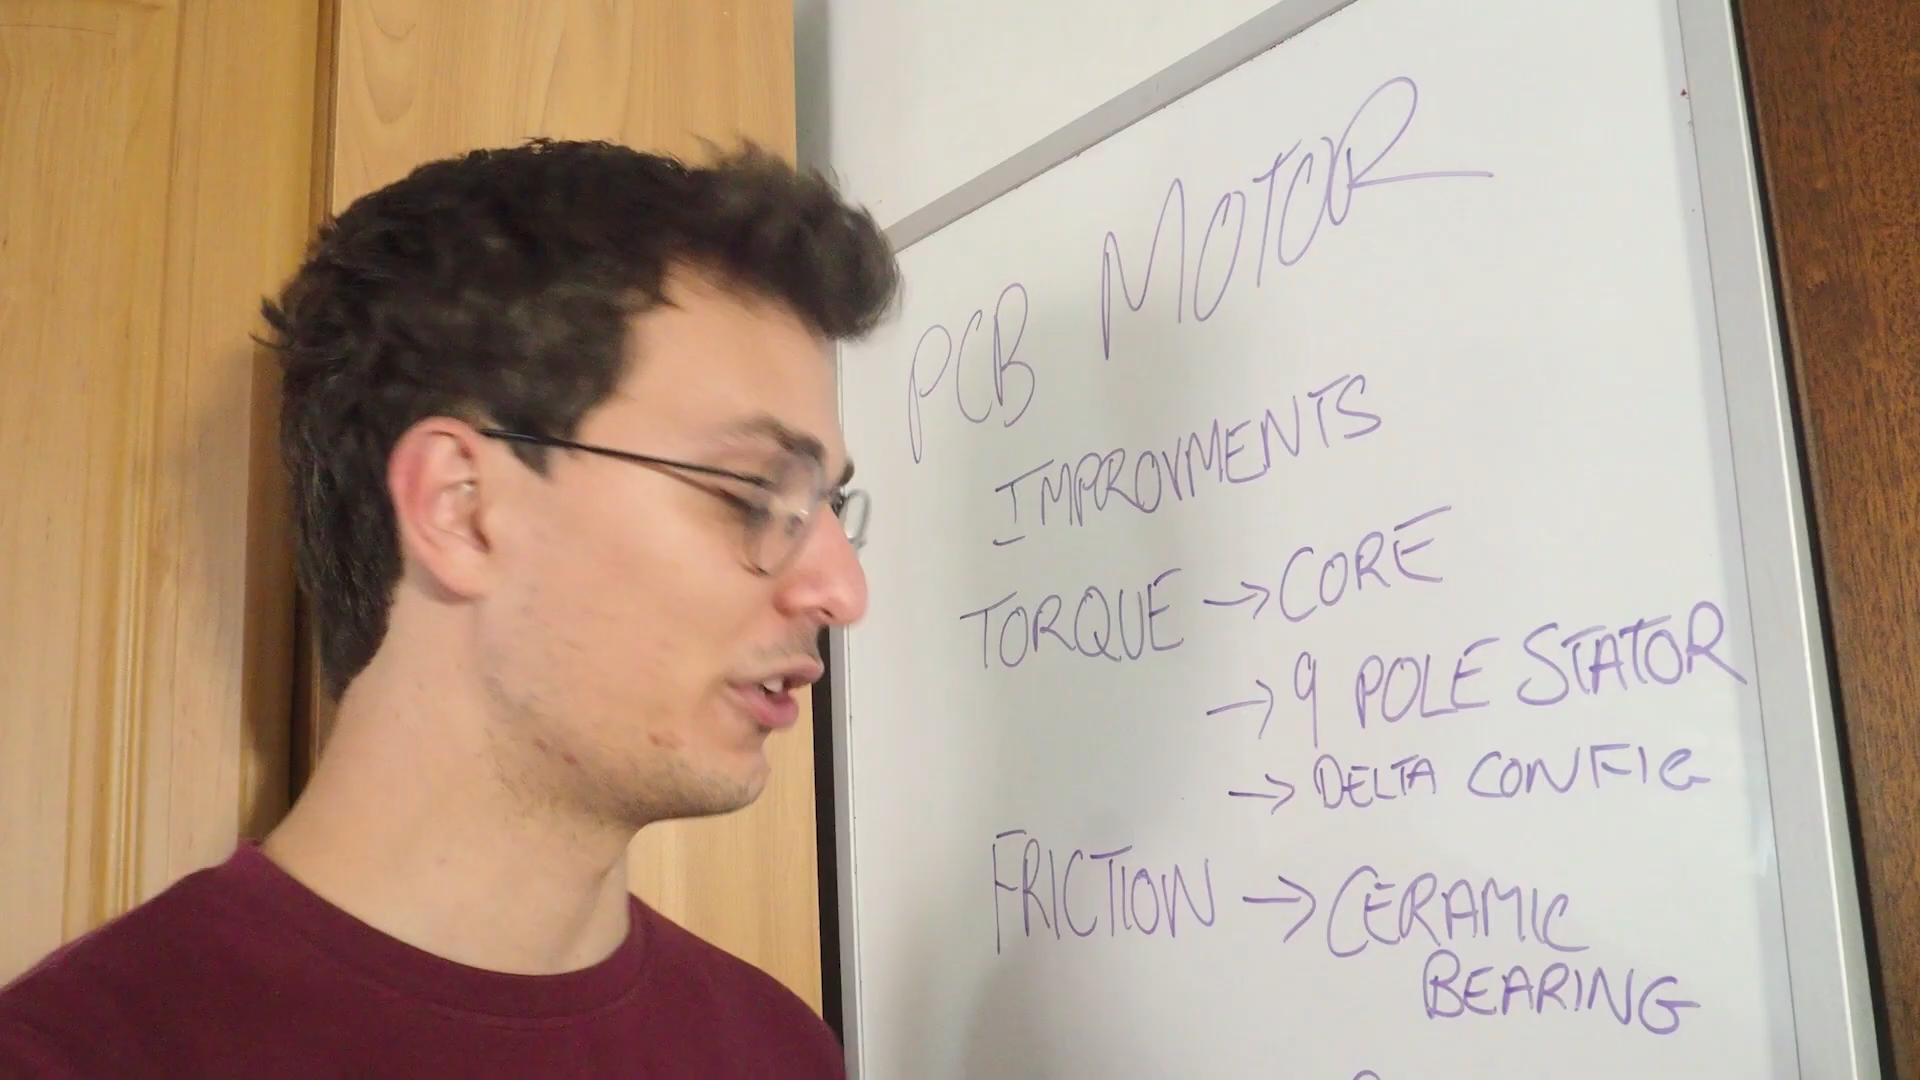 PCB MOTOR
IMPROVMENTS
TORQUE → CORE
→ 9 POLE STATOR
→ DELTA CONFIG
FRICTION → CERAMIC
BEARING